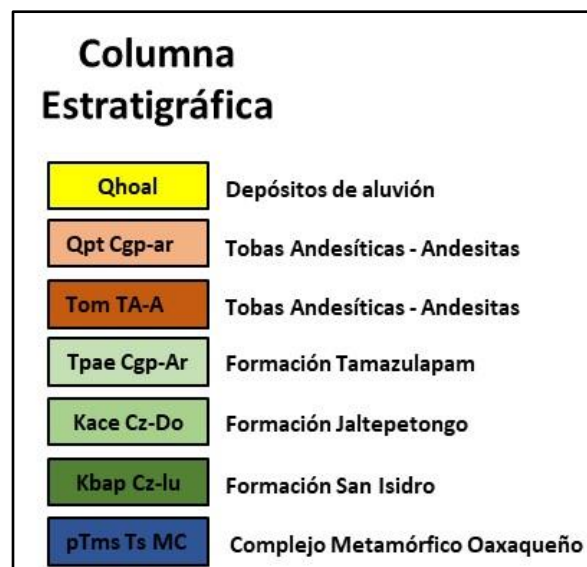 Columna
Estratigráfica
Qhoal Depósitos de aluvión
Qpt Cgp-ar Tobas Andesíticas - Andesitas
Tom TA-A Tobas Andesíticas - Andesitas
Tpae Cgp-Ar Formación Tamazulapam
Kace Cz-Do Formación Jaltepetongo
Kbap Cz-lu Formación San Isidro
pTms Ts MC Complejo Metamórfico Oaxaqueño